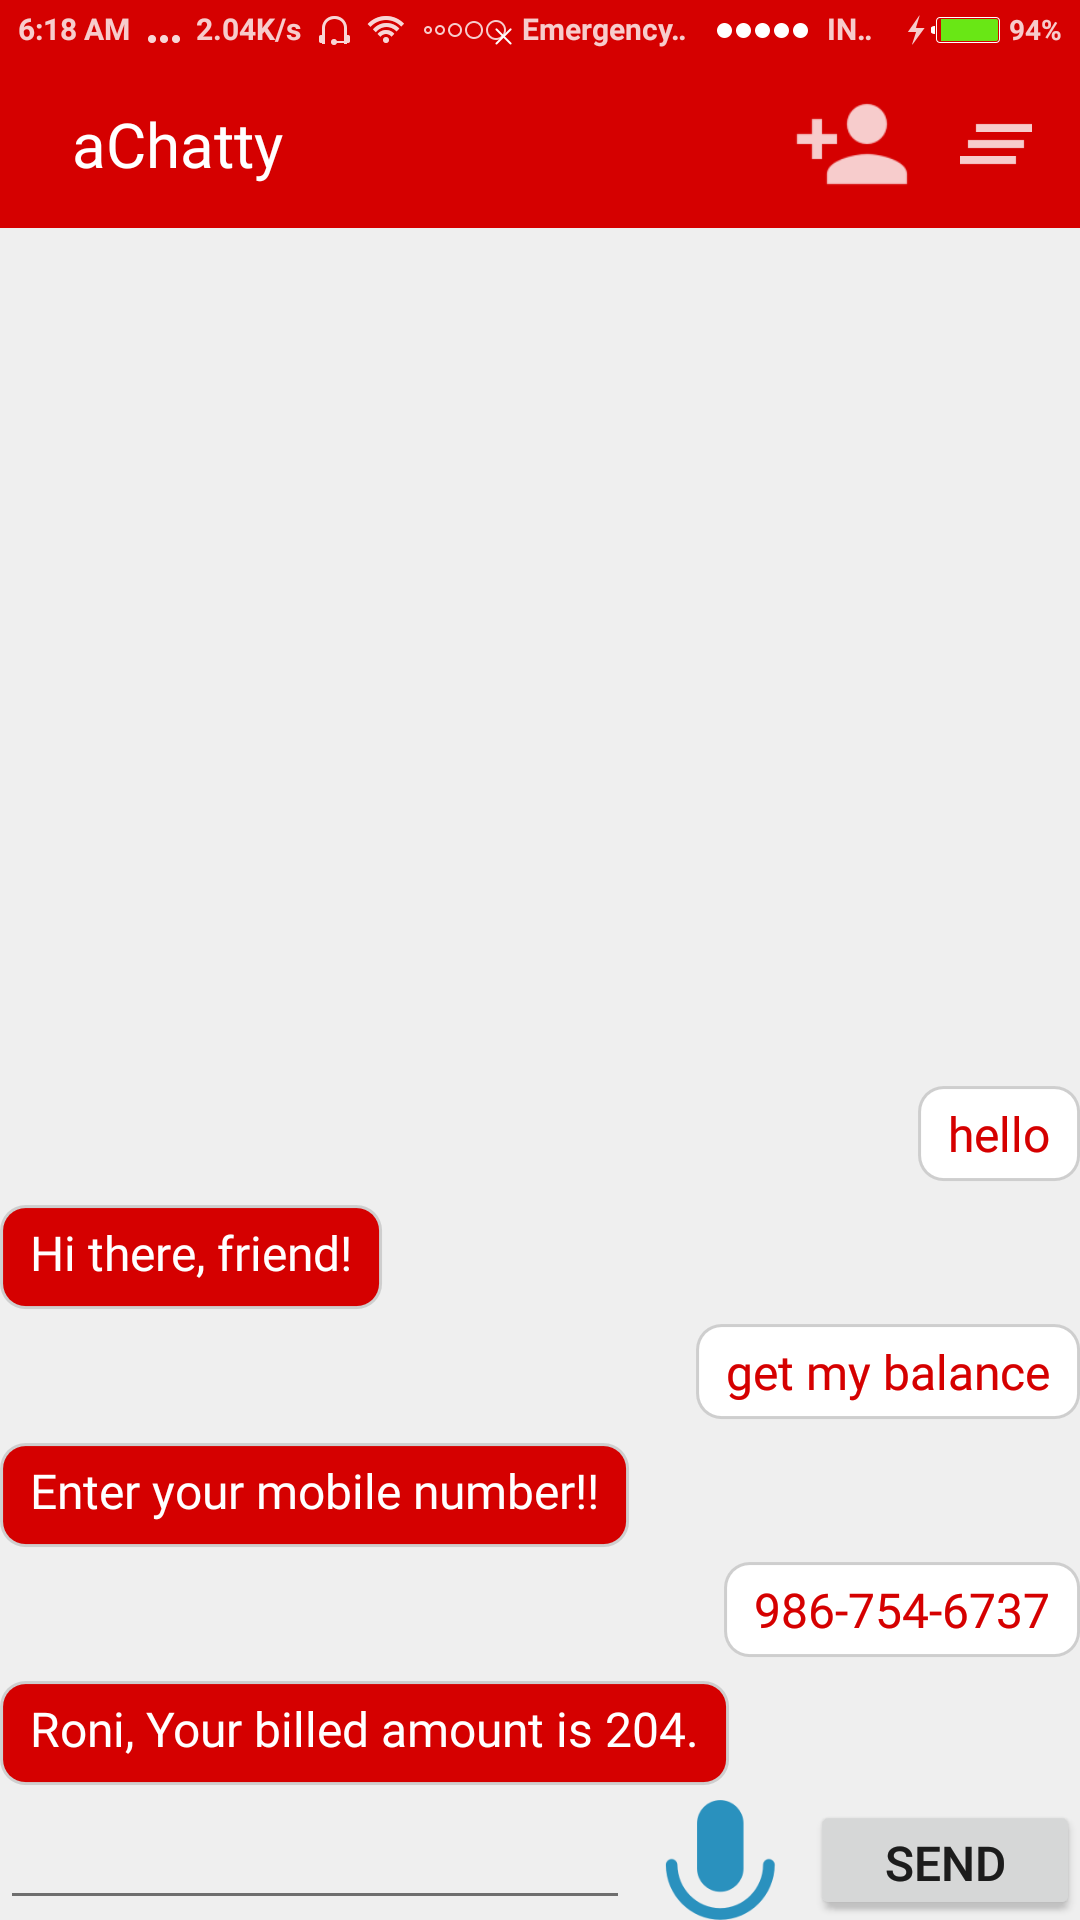 6:18 AM ... 2.04K/s Emergency.. IN.. 94%
aChatty
hello
Hi there, friend!
get my balance
Enter your mobile number!!
986-754-6737
Roni, Your billed amount is 204.
SEND